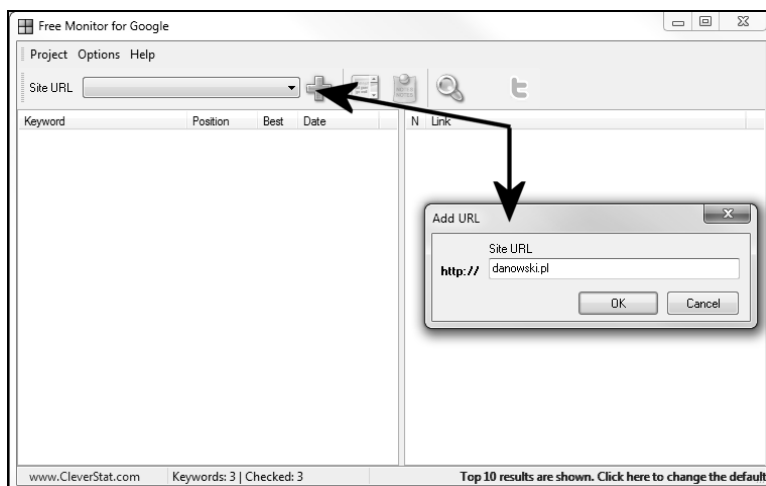 Free Monitor for Google
Project Options Help
Site URL
Keyword Position Best Date N Link
Add URL
Site URL
http:// danowski.pl
OK Cancel
www.CleverStat.com Keywords: 3 | Checked: 3 Top 10 results are shown. Click here to change the default